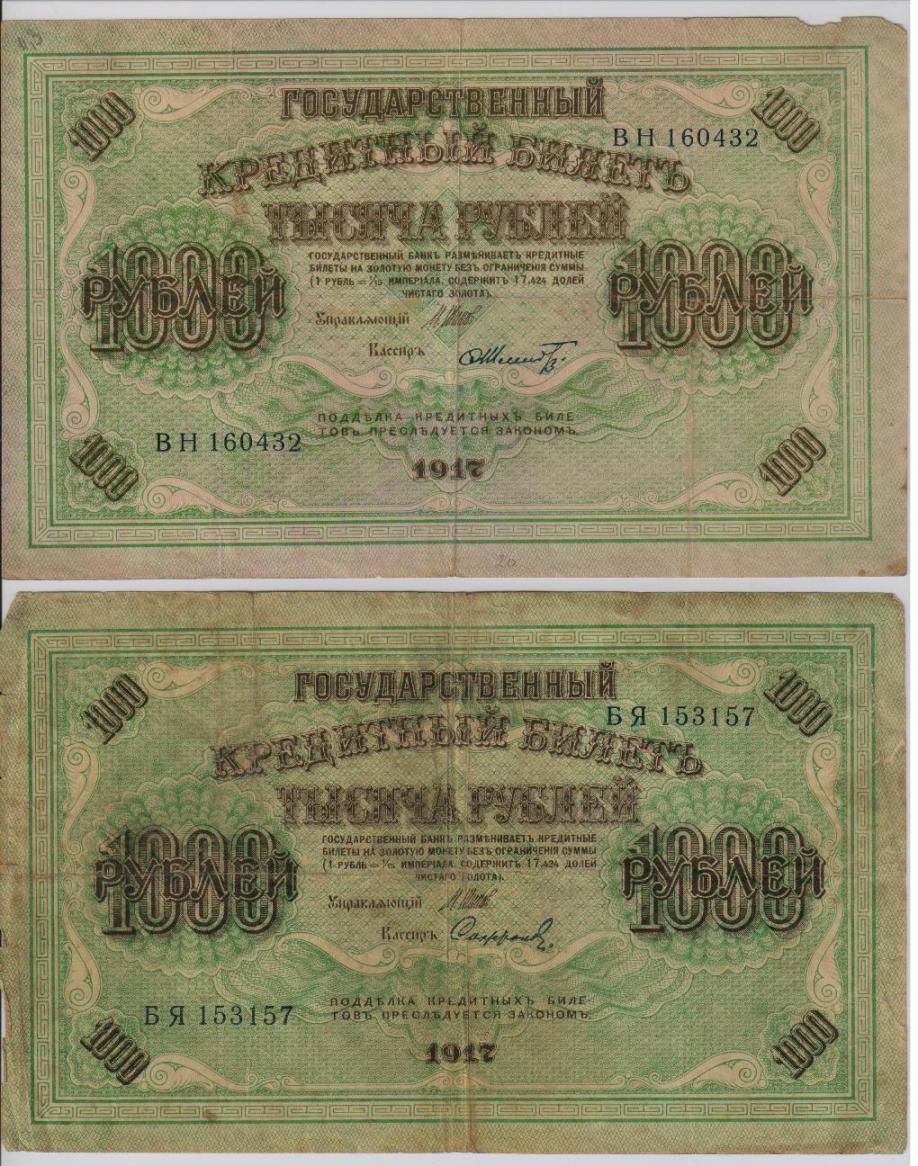 1000
ГОСУДАРСТВЕННЫЙ
1000
ВН 160432
КРЕДИТНЫЙ БИЛЕТЪ
ТЫСЯЧА РУБЛЕЙ
1000
РУБЛЕЙ
1000
РУБЛЕЙ
ГОСУДАРСТВЕННЫЙ БАНКЪ РАЗМѢНИВАЕТЪ КРЕДИТНЫЕ
БИЛЕТЫ НА ЗОЛОТУЮ МОНЕТУ БЕЗЪ ОГРАНИЧЕНІЯ СУММЫ
(1 РУБЛЬ = 1/15 ИМПЕРІАЛА, СОДЕРЖИТЪ 17,424 ДОЛЕЙ
ЧИСТАГО ЗОЛОТА).
Управляющій
Кассиръ
ПОДДѢЛКА КРЕДИТНЫХЪ БИЛЕ-
ТОВЪ ПРЕСЛѢДУЕТСЯ ЗАКОНОМЪ.
ВН 160432
1000
1917
1000
20
1000
ГОСУДАРСТВЕННЫЙ
1000
БЯ 153157
КРЕДИТНЫЙ БИЛЕТЪ
ТЫСЯЧА РУБЛЕЙ
1000
РУБЛЕЙ
1000
РУБЛЕЙ
ГОСУДАРСТВЕННЫЙ БАНКЪ РАЗМѢНИВАЕТЪ КРЕДИТНЫЕ
БИЛЕТЫ НА ЗОЛОТУЮ МОНЕТУ БЕЗЪ ОГРАНИЧЕНІЯ СУММЫ
(1 РУБЛЬ = 1/15 ИМПЕРІАЛА, СОДЕРЖИТЪ 17,424 ДОЛЕЙ
ЧИСТАГО ЗОЛОТА).
Управляющій
Кассиръ
ПОДДѢЛКА КРЕДИТНЫХЪ БИЛЕ-
ТОВЪ ПРЕСЛѢДУЕТСЯ ЗАКОНОМЪ.
БЯ 153157
1000
1917
1000